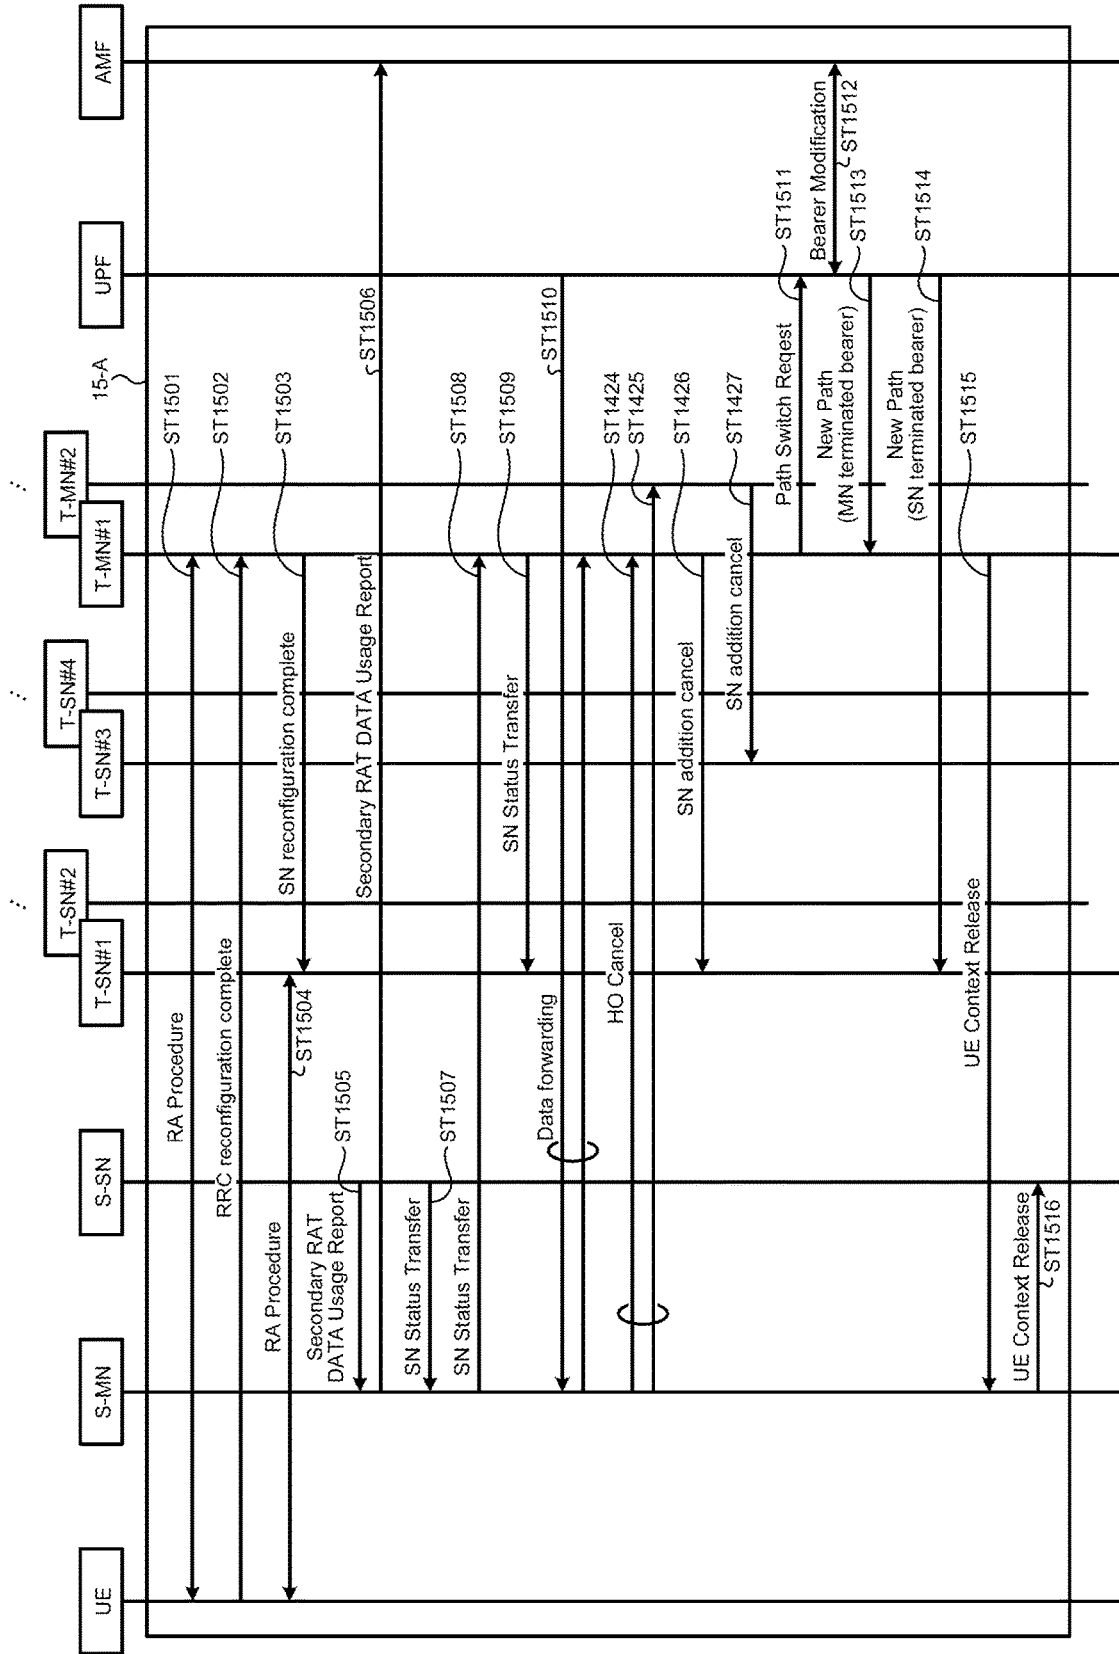 UE
S-MN
S-SN
T-SN#1
T-SN#2
T-SN#3
T-SN#4
T-MN#1
T-MN#2
UPF
AMF
15-A
RA Procedure
ST1501
RRC reconfiguration complete
ST1502
SN reconfiguration complete
ST1503
RA Procedure
ST1504
Secondary RAT
DATA Usage Report
ST1505
Secondary RAT DATA Usage Report
ST1506
SN Status Transfer
ST1507
SN Status Transfer
ST1508
SN Status Transfer
ST1509
Data forwarding
ST1510
HO Cancel
ST1424
ST1425
SN addition cancel
ST1426
SN addition cancel
ST1427
Path Switch Reqest
ST1511
Bearer Modification
ST1512
New Path
(MN terminated bearer)
ST1513
New Path
(SN terminated bearer)
ST1514
UE Context Release
ST1515
UE Context Release
ST1516